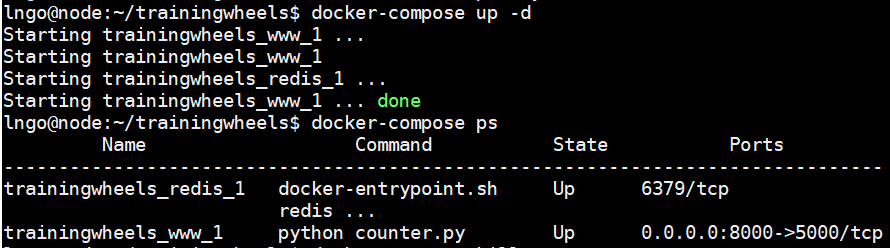 lngo@node:~/trainingwheels$ docker-compose up -d
Starting trainingwheels_www_1 ...
Starting trainingwheels_www_1
Starting trainingwheels_redis_1 ...
Starting trainingwheels_www_1 ... done
lngo@node:~/trainingwheels$ docker-compose ps
Name Command State Ports
--------------------------------------------------------------------------------
trainingwheels_redis_1 docker-entrypoint.sh Up 6379/tcp
redis ...
trainingwheels_www_1 python counter.py Up 0.0.0.0:8000->5000/tcp